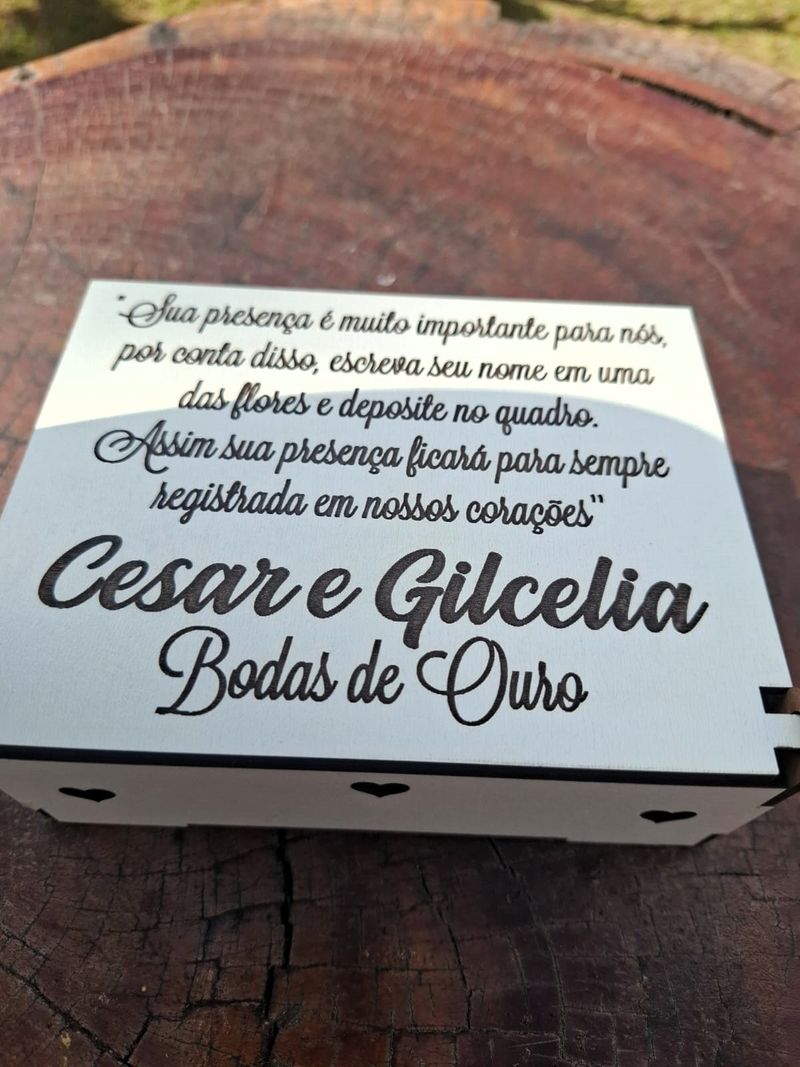 "Sua presença é muito importante para nós,
por conta disso, escreva seu nome em uma
das flores e deposite no quadro.
Assim sua presença ficará para sempre
registrada em nossos corações"
Cesar e Gilcelia
Bodas de Ouro